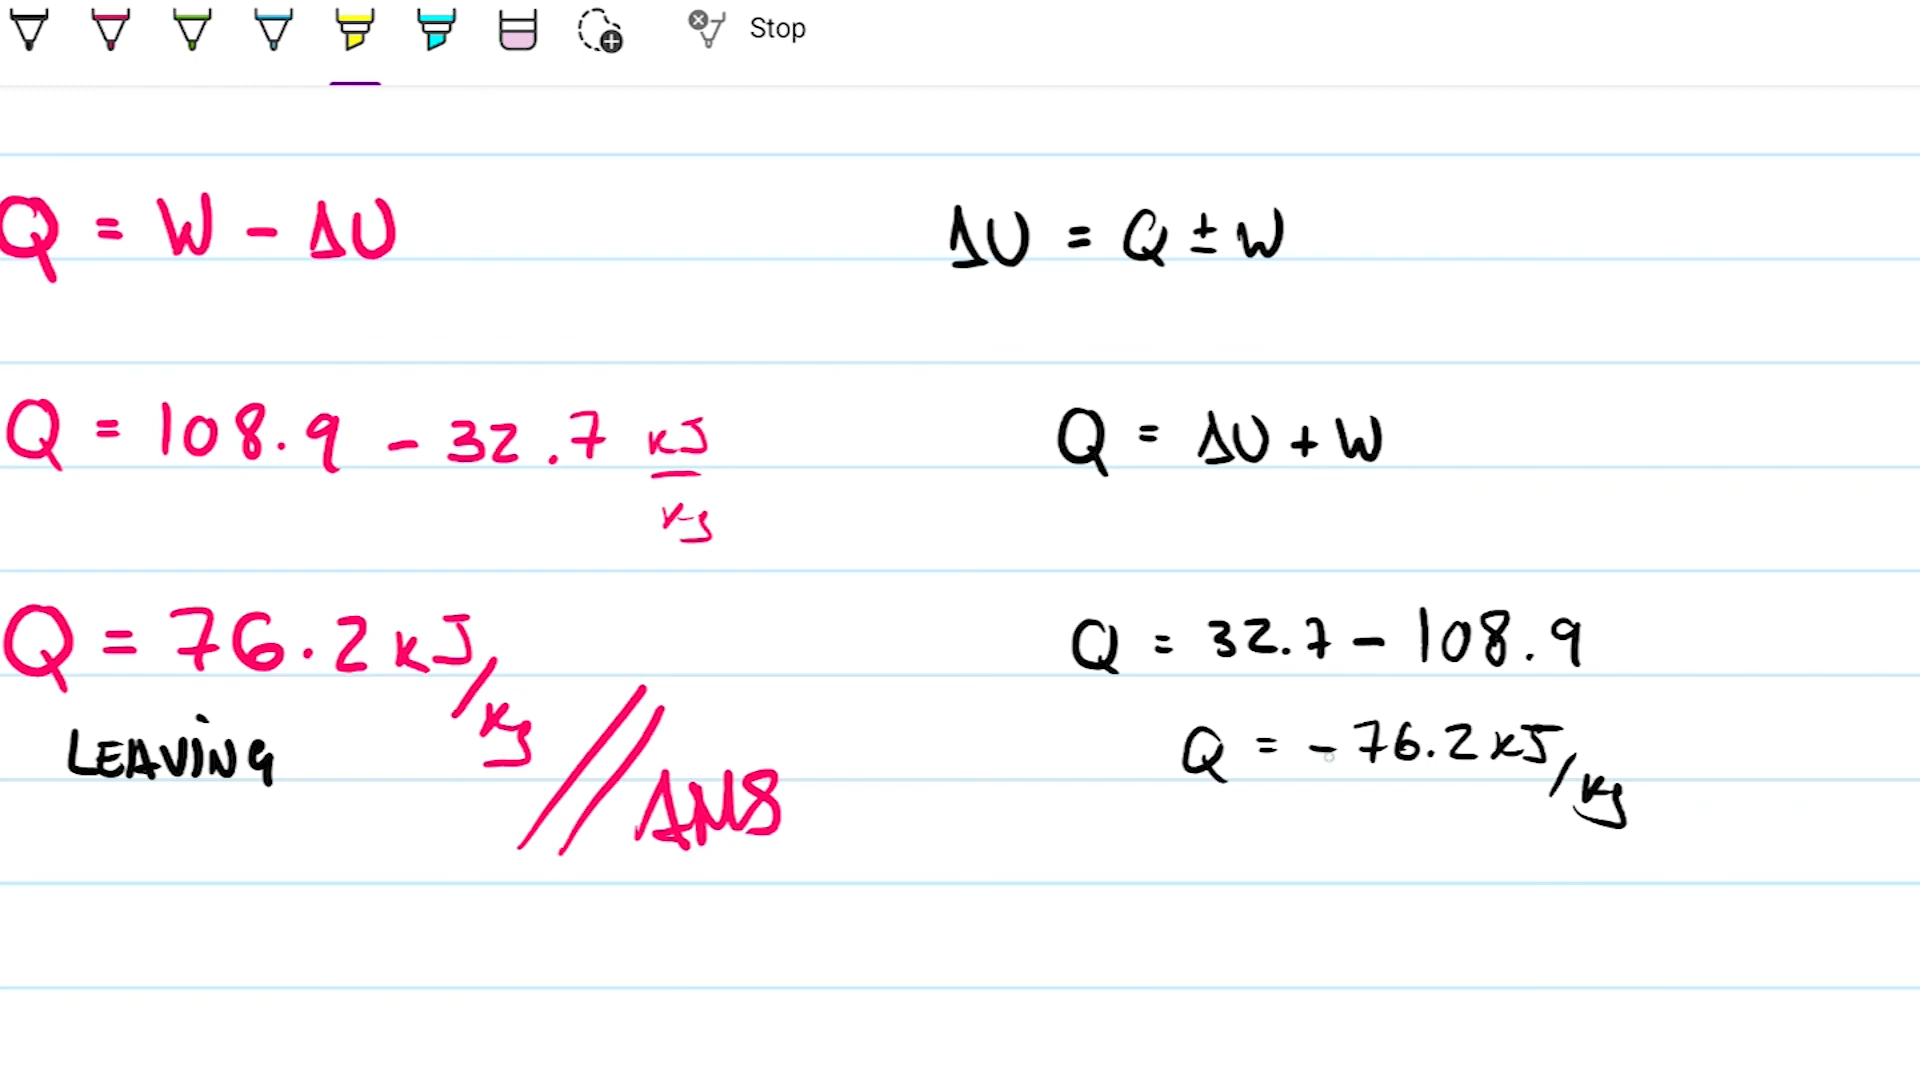 Stop
Q = W - ΔU
Q = 108.9 - 32.7 kJ/kg
Q = 76.2 kJ/kg // ANS
LEAViNG
ΔU = Q ± W
Q = ΔU + W
Q = 32.7 - 108.9
Q = -76.2 kJ/kg